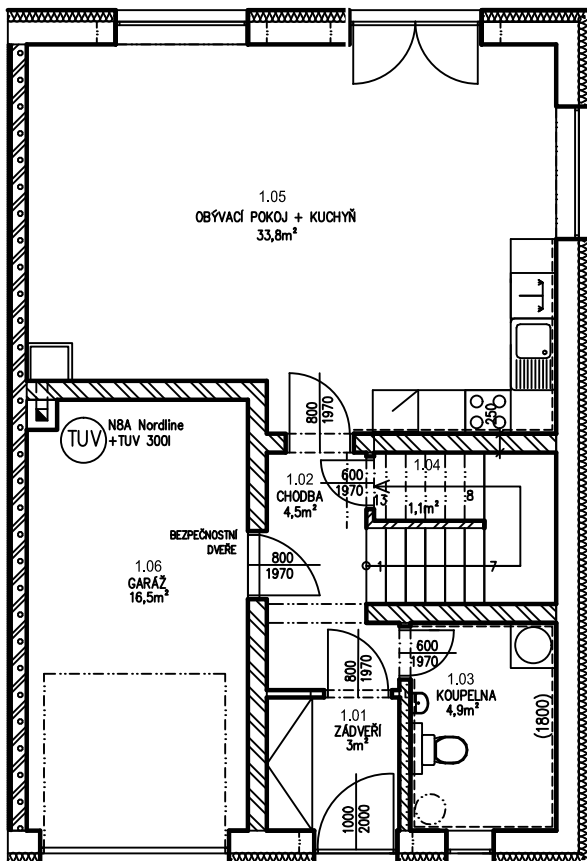 1.05
OBÝVACÍ POKOJ + KUCHYŇ
33,8m²
250
800
1970
TUV
N8A Nordline
+TUV 300l
1.02
CHODBA
4,5m²
600
1970
1.04
1,1m²
13
8
1
7
BEZPEČNOSTNÍ
DVEŘE
800
1970
1.06
GARÁŽ
16,5m²
800
1970
600
1970
1.03
KOUPELNA
4,9m²
(1800)
1.01
ZÁDVEŘÍ
3m²
1000
2000